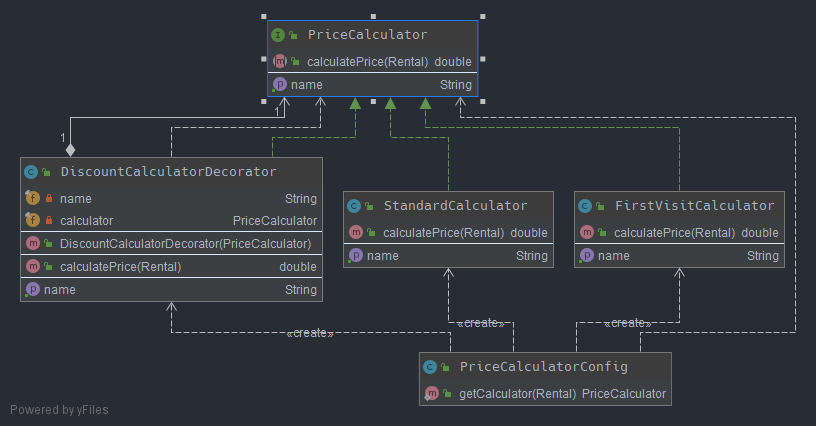 PriceCalculator
calculatePrice(Rental) double
name String
1
1
DiscountCalculatorDecorator
name String
calculator PriceCalculator
DiscountCalculatorDecorator(PriceCalculator)
calculatePrice(Rental) double
name String
StandardCalculator
calculatePrice(Rental) double
name String
FirstVisitCalculator
calculatePrice(Rental) double
name String
«create»
«create»
«create»
PriceCalculatorConfig
getCalculator(Rental) PriceCalculator
Powered by yFiles